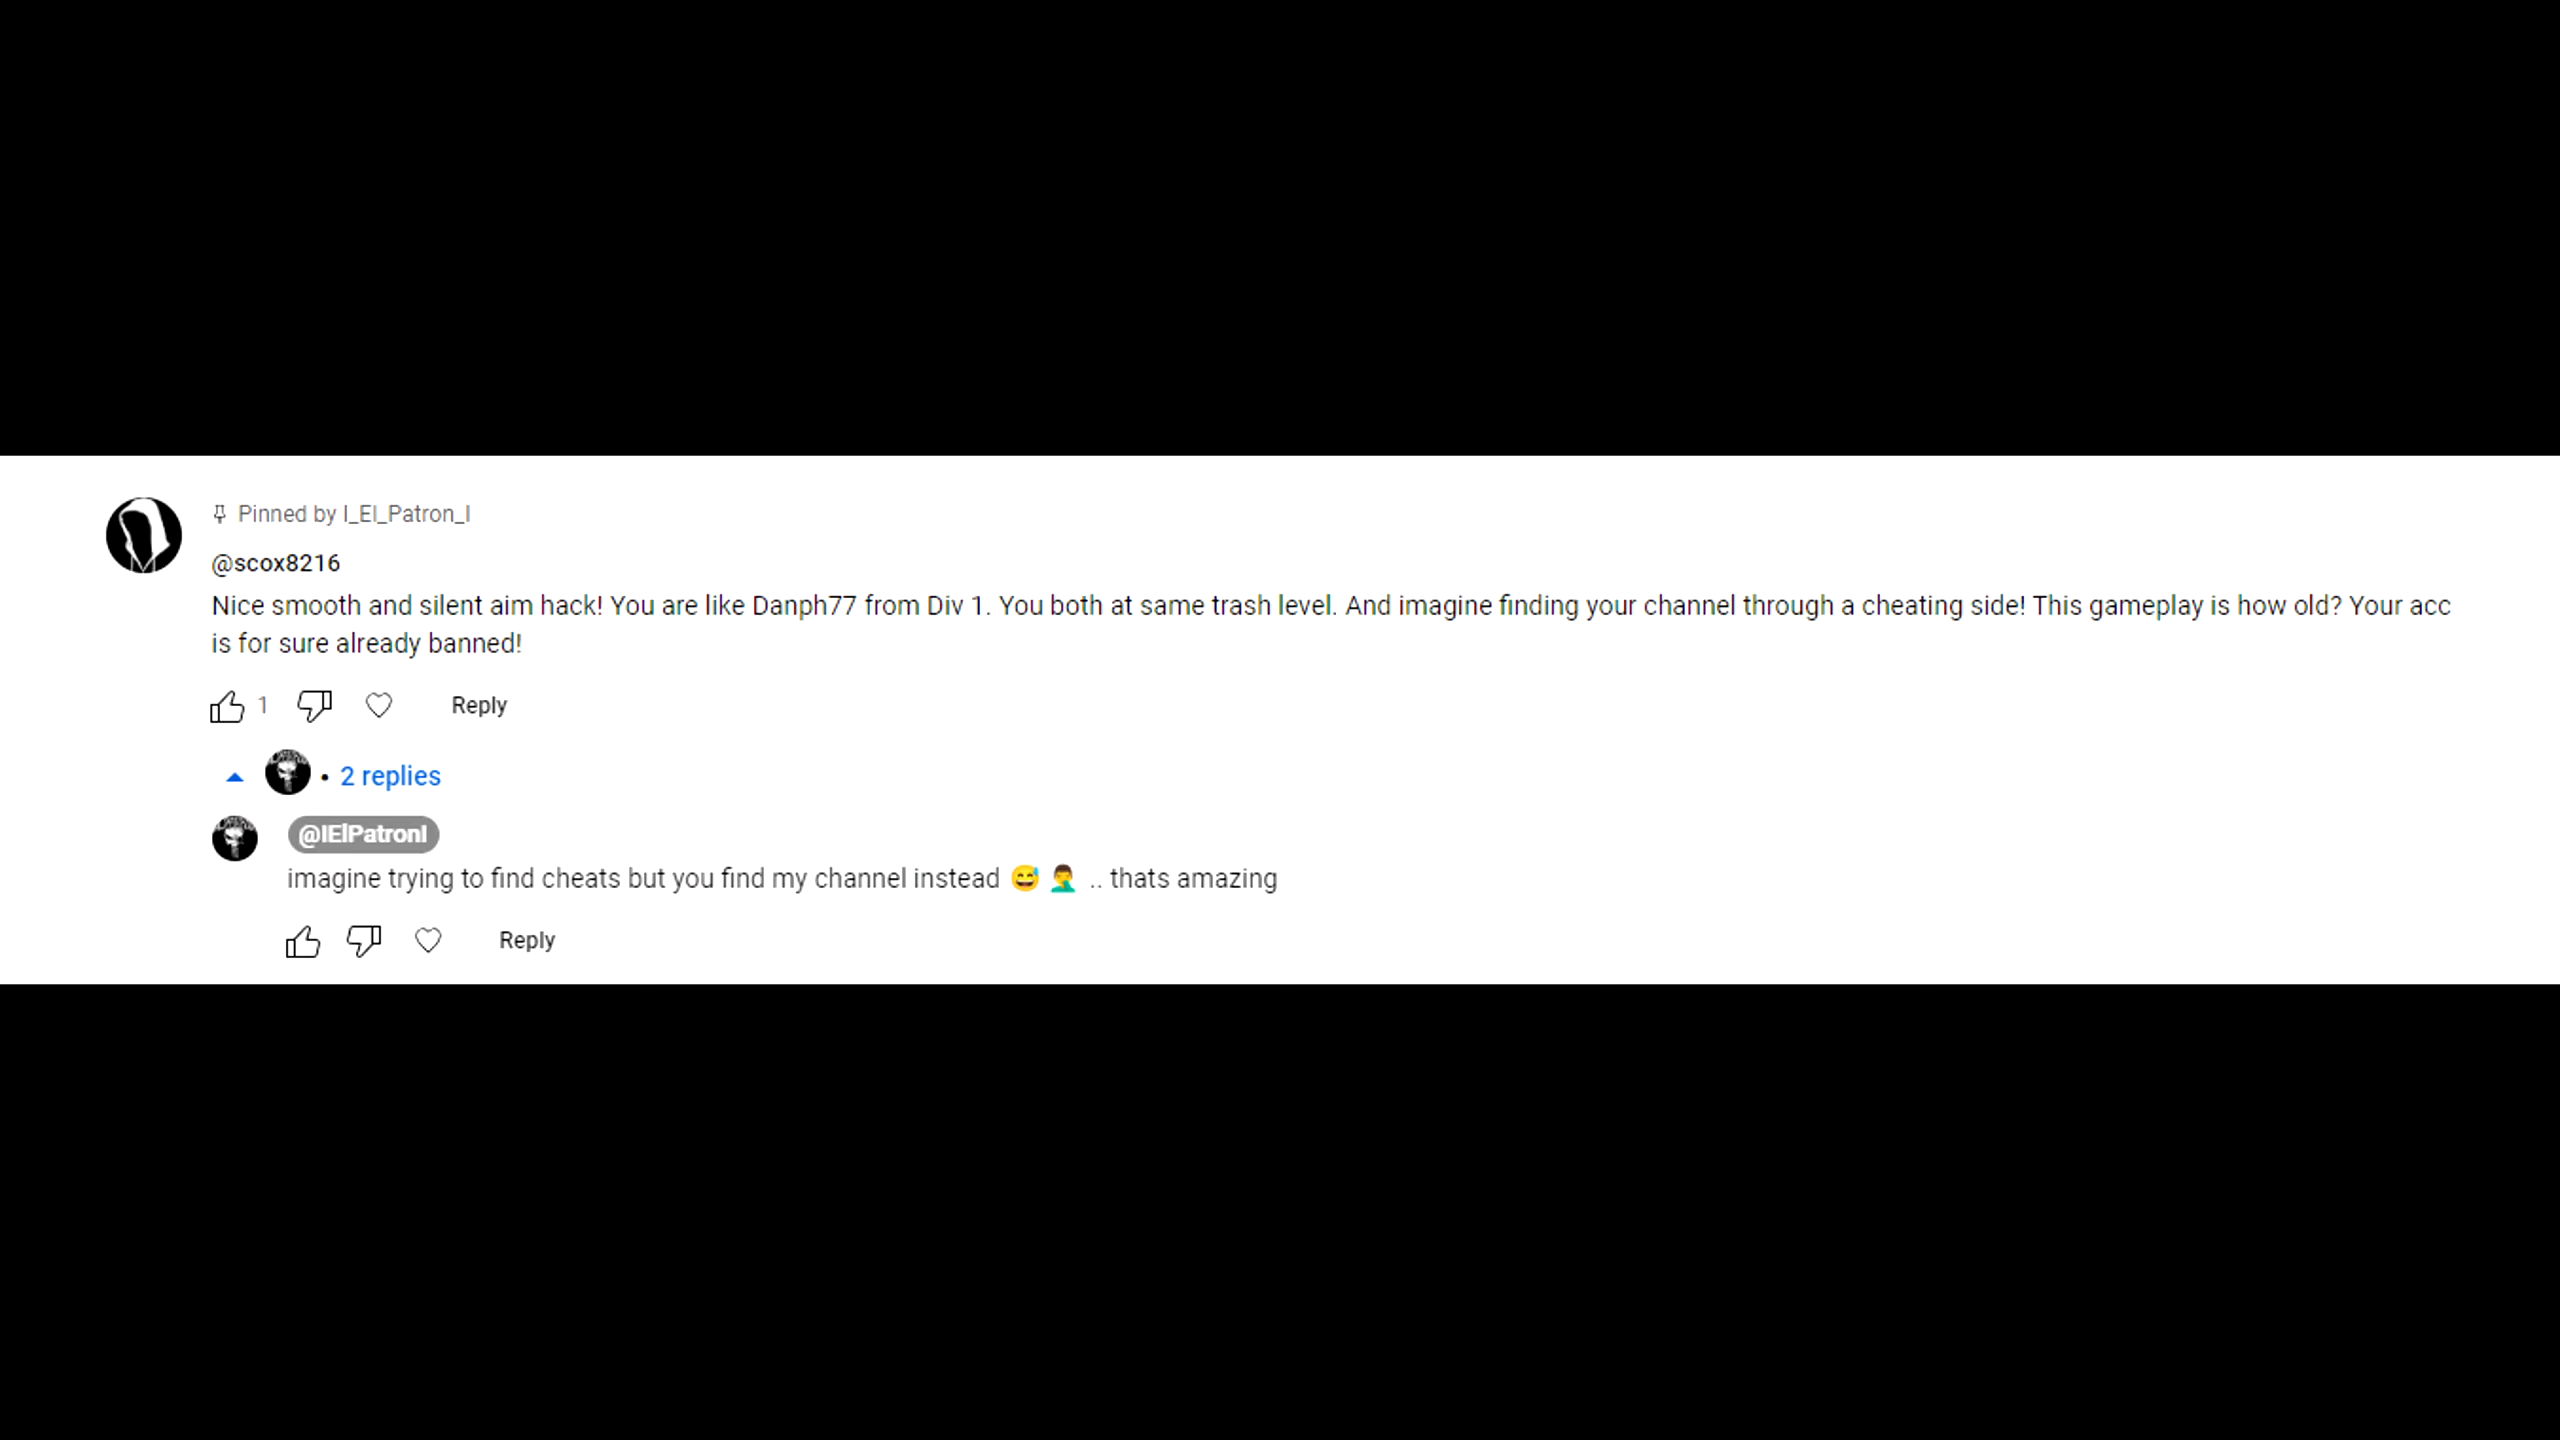 Pinned by I_El_Patron_I
@scox8216
Nice smooth and silent aim hack! You are like Danph77 from Div 1. You both at same trash level. And imagine finding your channel through a cheating side! This gameplay is how old? Your acc
is for sure already banned!
1 Reply
• 2 replies
@IElPatronI
imagine trying to find cheats but you find my channel instead 😅 🤦‍♂️ .. thats amazing
Reply